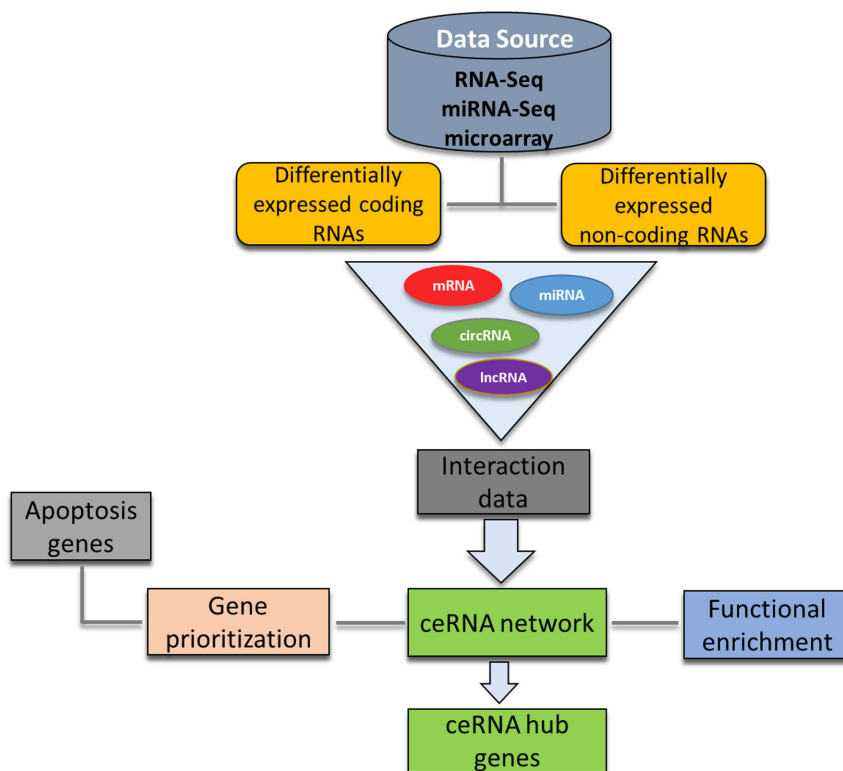 Data Source
RNA-Seq
miRNA-Seq
microarray
Differentially
expressed coding
RNAs
Differentially
expressed
non-coding RNAs
mRNA
miRNA
circRNA
lncRNA
Interaction
data
Apoptosis
genes
Gene
prioritization
ceRNA network
Functional
enrichment
ceRNA hub
genes